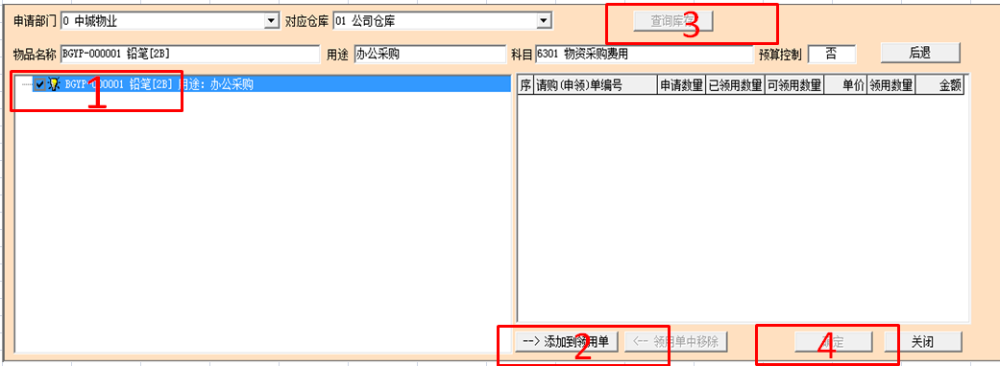 申请部门 0 中城物业 对应仓库 01 公司仓库 查询库存 3
物品名称 BGYP-000001 铅笔[2B] 用途 办公采购 科目 6301 物资采购费用 预算控制 否 后退
BGYP-000001 铅笔[2B] 用途: 办公采购 1
序 请购(申领)单编号 申请数量 已领用数量 可领用数量 单价 领用数量 金额
--> 添加到领用单 2 <-- 领用单中移除 4 定 关闭